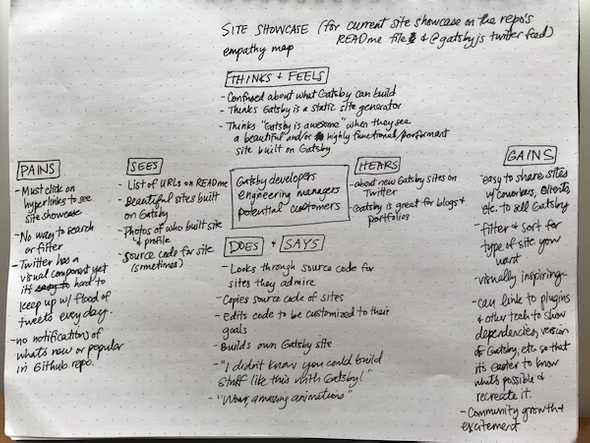 SITE SHOWCASE (for current site showcase on the repo's
README file & @gatsbyjs twitter feed)
empathy map
THINKS & FEELS
- Confused about what Gatsby can build
- Thinks Gatsby is a static site generator
- Thinks "Gatsby is awesome" when they see
a beautiful and/or highly functional/performant
site built on Gatsby
PAINS
- Must click on
hyperlinks to see
site showcase
- No way to search
or filter
- Twitter has a
visual component yet
it's easy to hard to
keep up w/ flood of
tweets every day.
- no notifications of
what's new or popular
in Github repo.
SEES
- List of URLs on README
- Beautiful sites built
on Gatsby
- Photos of who built site
& profile
- Source code for site
(sometimes)
Gatsby developers
engineering managers
potential customers
HEARS
- about new Gatsby sites on
Twitter
- Gatsby is great for blogs &
portfolios
DOES & SAYS
- Looks through source code for
sites they admire
- Copies source code of sites
- Edits code to be customized to their
goals
- Builds own Gatsby site
- "I didn't know you could build
stuff like this with Gatsby!"
- "Wow, amazing animations"
GAINS
- easy to share sites
w/ coworkers, clients,
etc. to sell Gatsby
- filter & sort for
type of site you
want
- visually inspiring
- can link to plugins
& other tech to show
dependencies, version
of Gatsby, etc so that
it's easier to know
what's possible &
recreate it.
- Community growth &
excitement